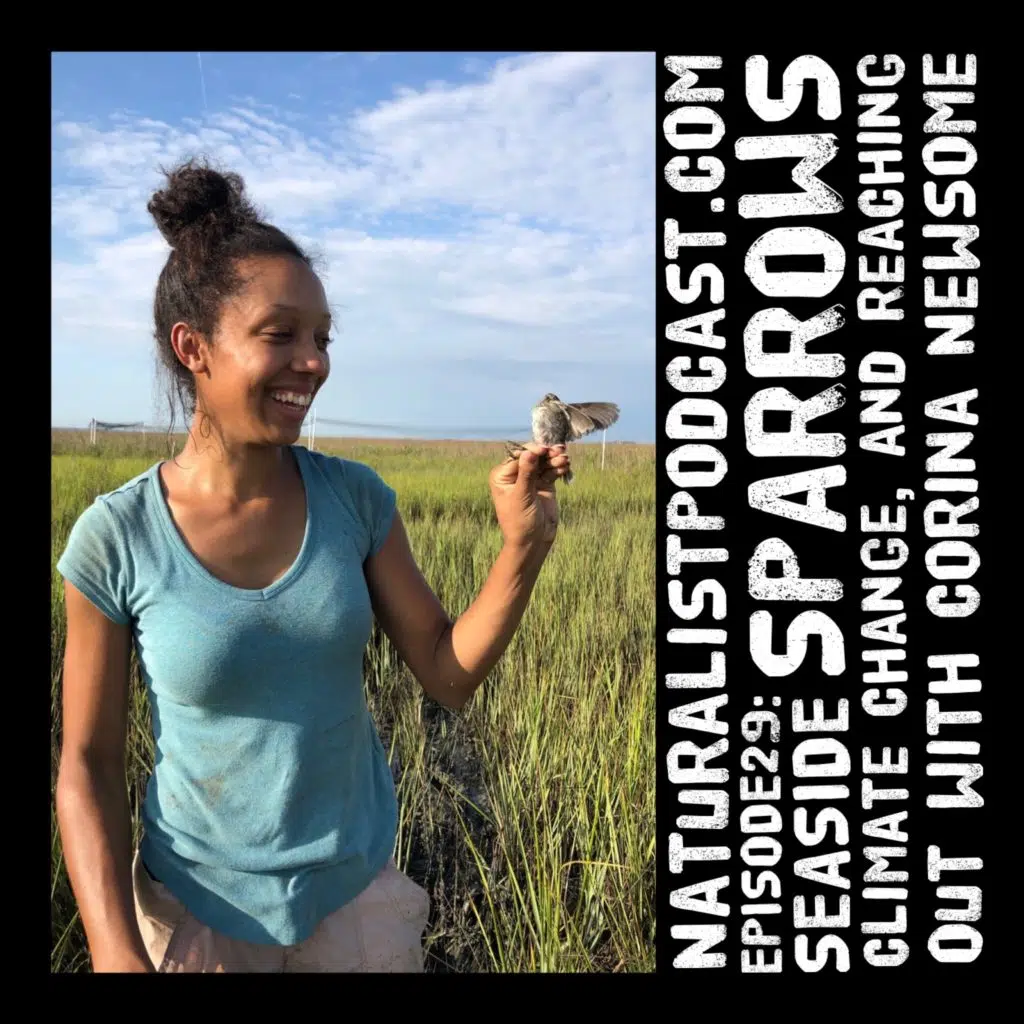 NATURALISTPODCAST.COM
EPISODE29:
SEASIDE SPARROWS
CLIMATE CHANGE, AND REACHING
OUT WITH CORINA NEWSOME